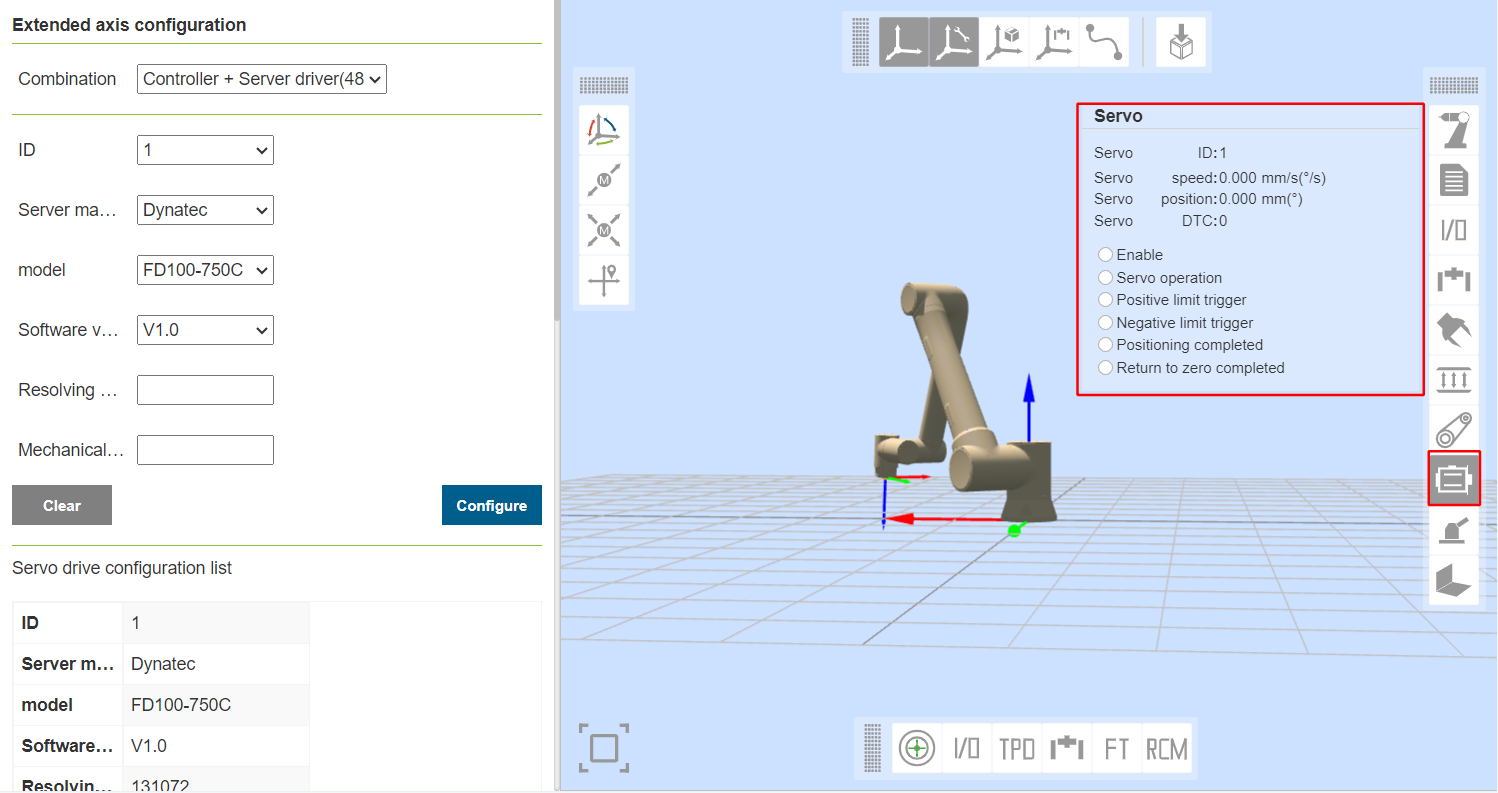 Extended axis configuration
Combination Controller + Server driver(48
ID 1
Server ma… Dynatec
model FD100-750C
Software v… V1.0
Resolving …
Mechanical…
Clear Configure
Servo drive configuration list
ID 1
Server m… Dynatec
model FD100-750C
Software… V1.0
Resolvin… 131072
M
M
Servo
Servo ID:1
Servo speed:0.000 mm/s(°/s)
Servo position:0.000 mm(°)
Servo DTC:0
Enable
Servo operation
Positive limit trigger
Negative limit trigger
Positioning completed
Return to zero completed
I/O
I/O TPD FT RCM